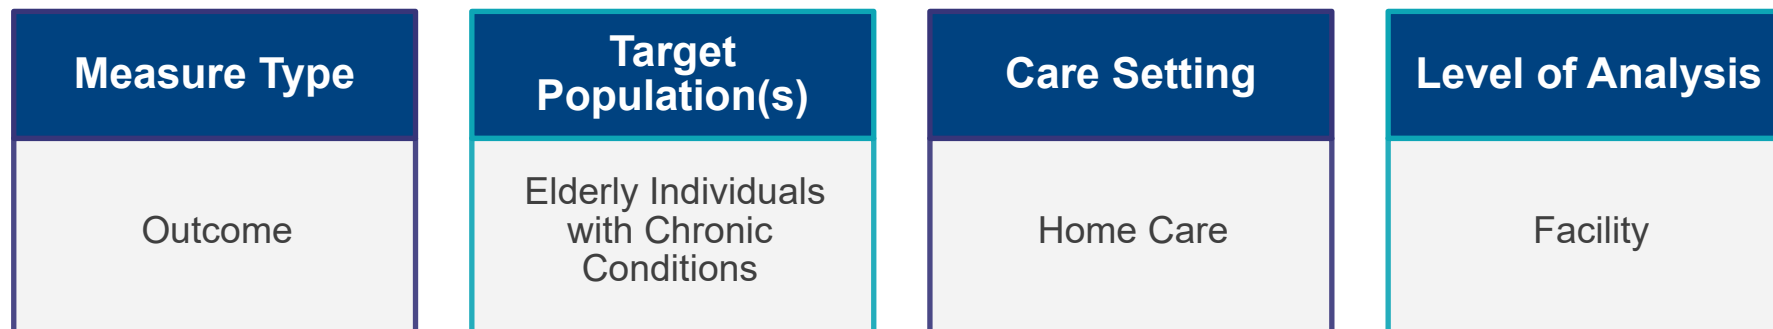 Measure Type
Outcome
Target
Population(s)
Elderly Individuals
with Chronic
Conditions
Care Setting
Home Care
Level of Analysis
Facility